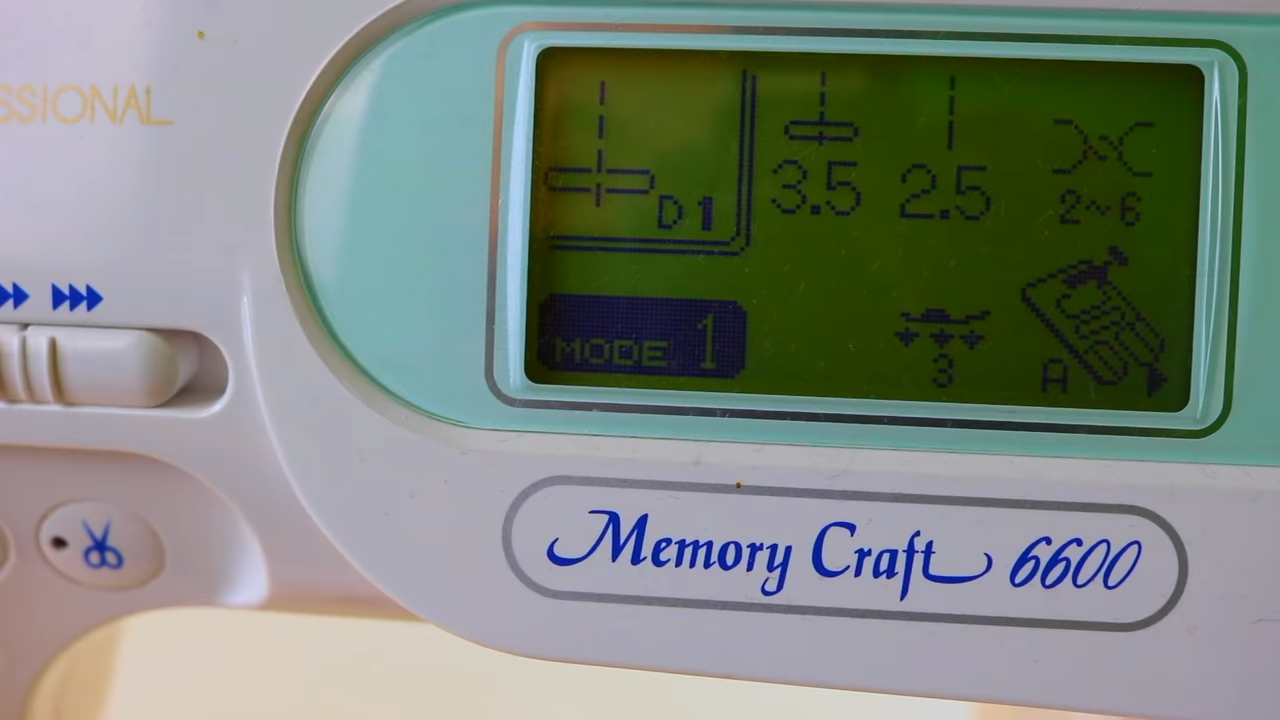 SSIONAL
D1
3.5 2.5 2~6
MODE 1
3
A
Memory Craft 6600